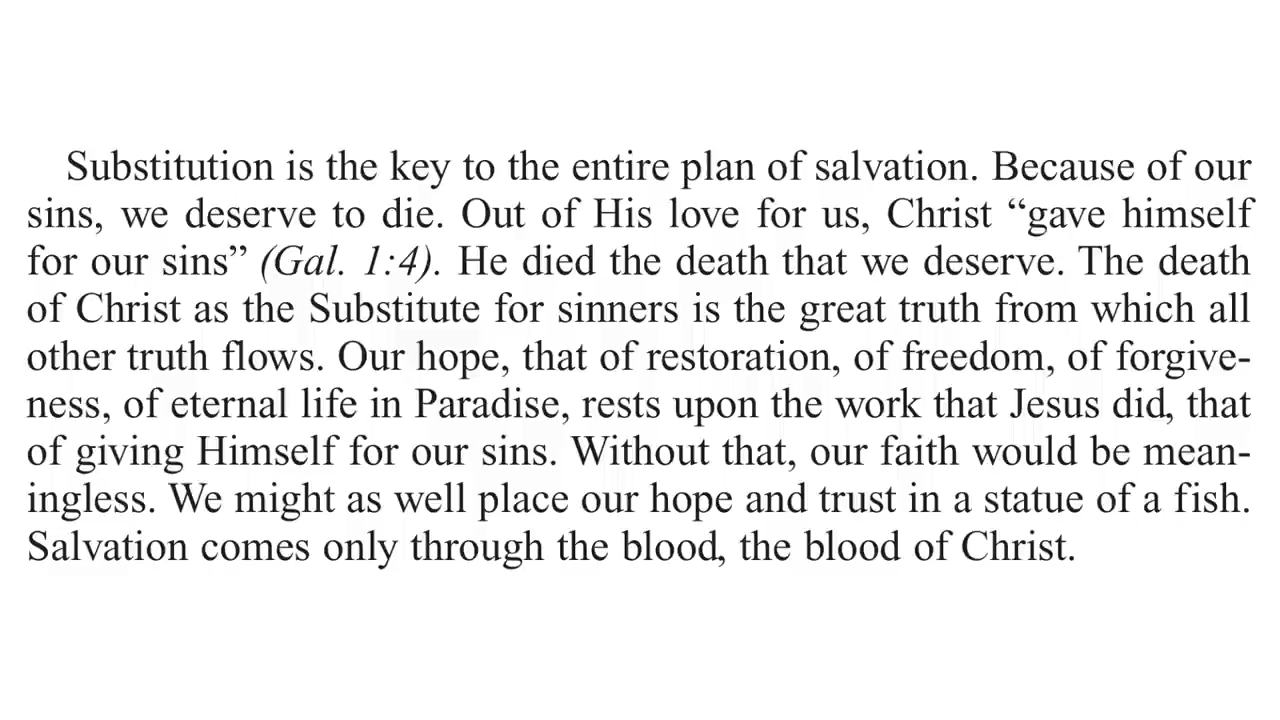 Substitution is the key to the entire plan of salvation. Because of our
sins, we deserve to die. Out of His love for us, Christ “gave himself
for our sins” (Gal. 1:4). He died the death that we deserve. The death
of Christ as the Substitute for sinners is the great truth from which all
other truth flows. Our hope, that of restoration, of freedom, of forgive-
ness, of eternal life in Paradise, rests upon the work that Jesus did, that
of giving Himself for our sins. Without that, our faith would be mean-
ingless. We might as well place our hope and trust in a statue of a fish.
Salvation comes only through the blood, the blood of Christ.